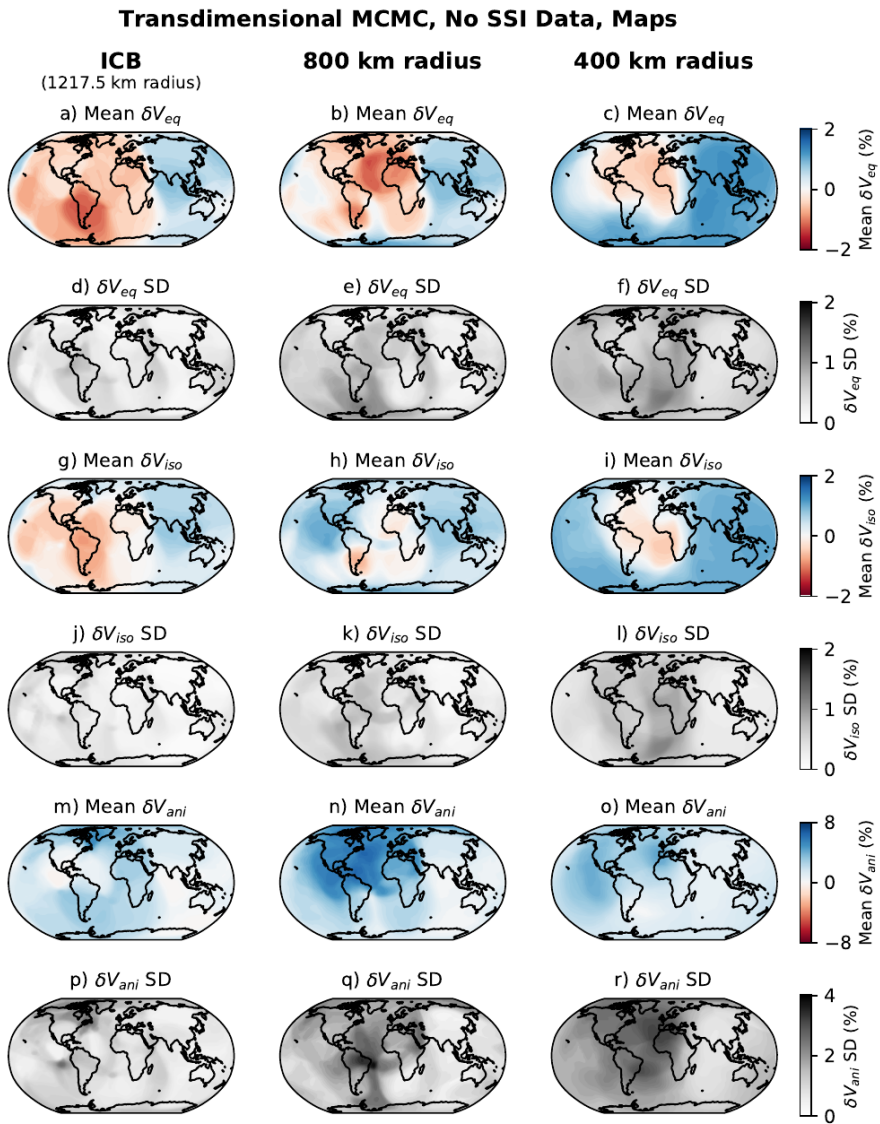 Transdimensional MCMC, No SSI Data, Maps
ICB 800 km radius 400 km radius
(1217.5 km radius)
a) Mean δV_eq b) Mean δV_eq c) Mean δV_eq
2
0
−2
Mean δV_eq (%)
d) δV_eq SD e) δV_eq SD f) δV_eq SD
2
1
0
δV_eq SD (%)
g) Mean δV_iso h) Mean δV_iso i) Mean δV_iso
2
0
−2
Mean δV_iso (%)
j) δV_iso SD k) δV_iso SD l) δV_iso SD
2
1
0
δV_iso SD (%)
m) Mean δV_ani n) Mean δV_ani o) Mean δV_ani
8
0
−8
Mean δV_ani (%)
p) δV_ani SD q) δV_ani SD r) δV_ani SD
4
2
0
δV_ani SD (%)